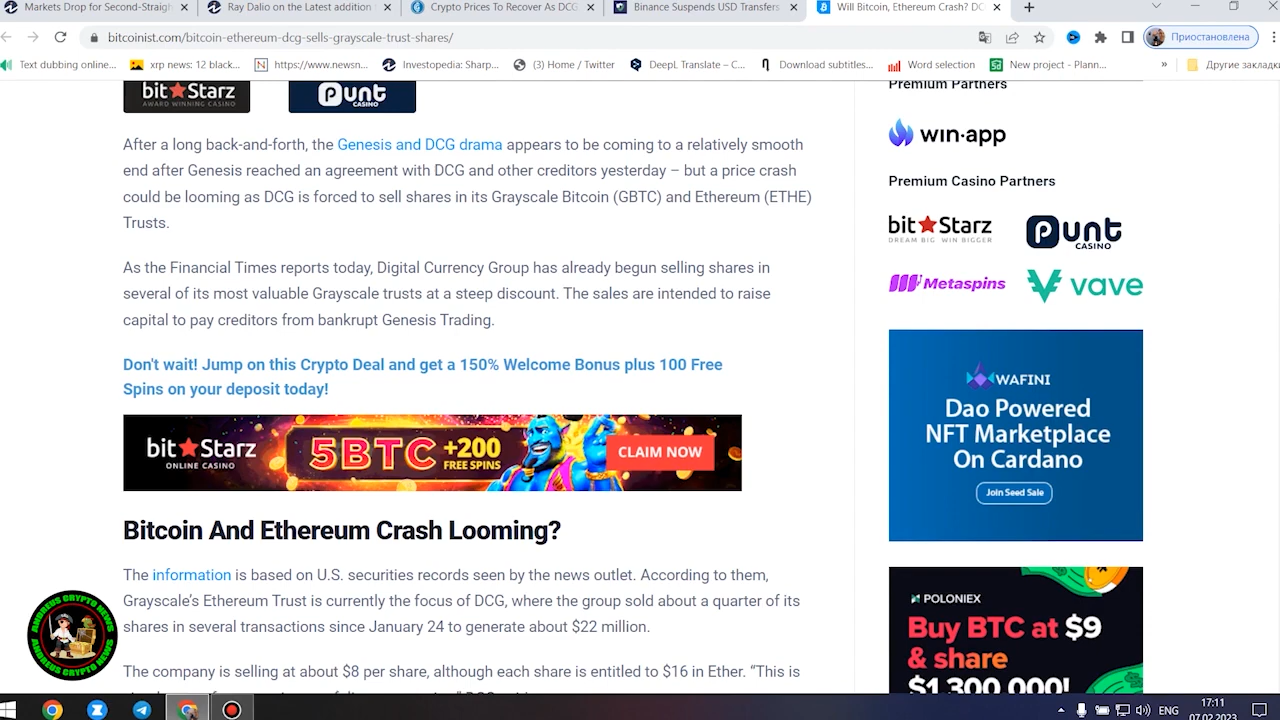 Markets Drop for Second-Straigh
Ray Dalio on the Latest addition
Crypto Prices To Recover As DCG
Binance Suspends USD Transfers
Will Bitcoin, Ethereum Crash? DC
bitcoinist.com/bitcoin-ethereum-dcg-sells-grayscale-trust-shares/
Приостановлена
Text dubbing online...
xrp news: 12 black...
https://www.newsn...
Investopedia: Sharp...
(3) Home / Twitter
DeepL Translate – C...
Download subtitles...
Word selection
New project - Plann...
»
Другие закладки
bit Starz
AWARD WINNING CASINO
Punt
CASINO
After a long back-and-forth, the Genesis and DCG drama appears to be coming to a relatively smooth
end after Genesis reached an agreement with DCG and other creditors yesterday – but a price crash
could be looming as DCG is forced to sell shares in its Grayscale Bitcoin (GBTC) and Ethereum (ETHE)
Trusts.
As the Financial Times reports today, Digital Currency Group has already begun selling shares in
several of its most valuable Grayscale trusts at a steep discount. The sales are intended to raise
capital to pay creditors from bankrupt Genesis Trading.
Don't wait! Jump on this Crypto Deal and get a 150% Welcome Bonus plus 100 Free
Spins on your deposit today!
bit Starz
ONLINE CASINO
5BTC +200
FREE SPINS
CLAIM NOW
Bitcoin And Ethereum Crash Looming?
The information is based on U.S. securities records seen by the news outlet. According to them,
Grayscale's Ethereum Trust is currently the focus of DCG, where the group sold about a quarter of its
shares in several transactions since January 24 to generate about $22 million.
The company is selling at about $8 per share, although each share is entitled to $16 in Ether. "This is
Premium Partners
win·app
Premium Casino Partners
bit Starz
DREAM BIG WIN BIGGER
Punt
CASINO
Metaspins
vave
WAFINI
Dao Powered
NFT Marketplace
On Cardano
Join Seed Sale
POLONIEX
Buy BTC at $9
& share
$1,300,000!
ANDREUS CRYPTO NEWS
ANDREUS CRYPTO NEWS
ENG
17:11
07.02.2023